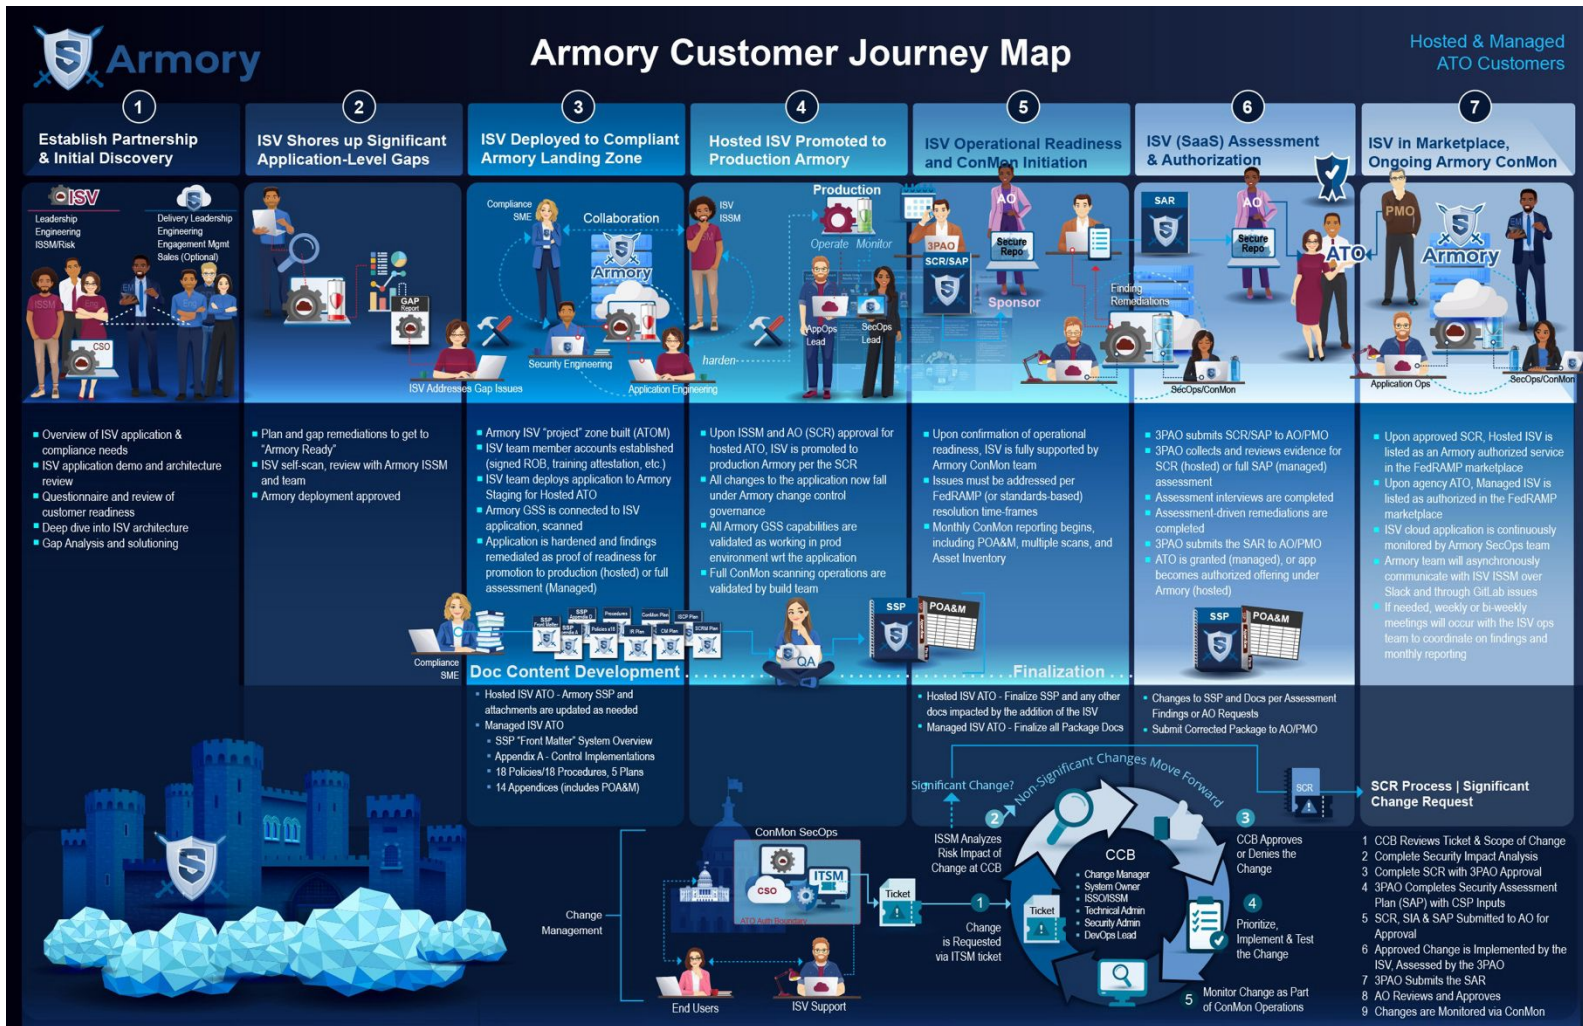 Armory
Armory Customer Journey Map
Hosted & Managed
ATO Customers
1
Establish Partnership
& Initial Discovery
2
ISV Shores up Significant
Application-Level Gaps
3
ISV Deployed to Compliant
Armory Landing Zone
4
Hosted ISV Promoted to
Production Armory
5
ISV Operational Readiness
and ConMon Initiation
6
ISV (SaaS) Assessment
& Authorization
7
ISV in Marketplace,
Ongoing Armory ConMon
ISV
Leadership
Engineering
ISSM/Risk
Delivery Leadership
Engineering
Engagement Mgmt
Sales (Optional)
ISSM
Eng
EM
Eng
CSO
GAP
Report
ISV Addresses Gap Issues
Compliance
SME
Collaboration
Armory
Security Engineering
Application Engineering
ISV
ISSM
ISSM
harden
Production
Operate
Monitor
AppOps
Lead
SecOps
Lead
3PAO
SCR/SAP
AO
Secure
Repo
Sponsor
SAR
AO
Secure
Repo
Finding
Remediations
SecOps/ConMon
ATO
PMO
EM
Armory
Application Ops
SecOps/ConMon
Overview of ISV application &
compliance needs
ISV application demo and architecture
review
Questionnaire and review of
customer readiness
Deep dive into ISV architecture
Gap Analysis and solutioning
Plan and gap remediations to get to
"Armory Ready"
ISV self-scan, review with Armory ISSM
and team
Armory deployment approved
Armory ISV "project" zone built (ATOM)
ISV team member accounts established
(signed ROB, training attestation, etc.)
ISV team deploys application to Armory
Staging for Hosted ATO
Armory GSS is connected to ISV
application, scanned
Application is hardened and findings
remediated as proof of readiness for
promotion to production (hosted) or full
assessment (Managed)
Upon ISSM and AO (SCR) approval for
hosted ATO, ISV is promoted to
production Armory per the SCR
All changes to the application now fall
under Armory change control
governance
All Armory GSS capabilities are
validated as working in prod
environment wrt the application
Full ConMon scanning operations are
validated by build team
Upon confirmation of operational
readiness, ISV is fully supported by
Armory ConMon team
Issues must be addressed per
FedRAMP (or standards-based)
resolution time-frames
Monthly ConMon reporting begins,
including POA&M, multiple scans, and
Asset Inventory
3PAO submits SCR/SAP to AO/PMO
3PAO collects and reviews evidence for
SCR (hosted) or full SAP (managed)
assessment
Assessment interviews are completed
Assessment-driven remediations are
completed
3PAO submits the SAR to AO/PMO
ATO is granted (managed), or app
becomes authorized offering under
Armory (hosted)
Upon approved SCR, Hosted ISV is
listed as an Armory authorized service
in the FedRAMP marketplace
Upon agency ATO, Managed ISV is
listed as authorized in the FedRAMP
marketplace
ISV cloud application is continuously
monitored by Armory SecOps team
Armory team will asynchronously
communicate with ISV ISSM over
Slack and through GitLab issues
If needed, weekly or bi-weekly
meetings will occur with the ISV ops
team to coordinate on findings and
monthly reporting
Compliance
SME
SSP
Front Matter
SSP
Procedures
ConMon Plan
ISCP Plan
Policies x18
IR Plan
CM Plan
SCRM Plan
QA
SSP
POA&M
SSP
POA&M
Doc Content Development
Finalization
Hosted ISV ATO - Armory SSP and
attachments are updated as needed
Managed ISV ATO
SSP "Front Matter" System Overview
Appendix A - Control Implementations
18 Policies/18 Procedures, 5 Plans
14 Appendices (includes POA&M)
Hosted ISV ATO - Finalize SSP and any other
docs impacted by the addition of the ISV
Managed ISV ATO - Finalize all Package Docs
Changes to SSP and Docs per Assessment
Findings or AO Requests
Submit Corrected Package to AO/PMO
Change
Management
ConMon SecOps
CSO
ITSM
ATO Auth Boundary
End Users
ISV Support
Ticket
1
Change
is Requested
via ITSM ticket
Significant Change?
2
ISSM Analyzes
Risk Impact of
Change at CCB
Non-Significant Changes Move Forward
Ticket
CCB
Change Manager
System Owner
ISSO/ISSM
Technical Admin
Security Admin
DevOps Lead
3
CCB Approves
or Denies the
Change
4
Prioritize,
Implement & Test
the Change
5
Monitor Change as Part
of ConMon Operations
SCR
SCR Process | Significant
Change Request
1 CCB Reviews Ticket & Scope of Change
2 Complete Security Impact Analysis
3 Complete SCR with 3PAO Approval
4 3PAO Completes Security Assessment
Plan (SAP) with CSP Inputs
5 SCR, SIA & SAP Submitted to AO for
Approval
6 Approved Change is Implemented by the
ISV, Assessed by the 3PAO
7 3PAO Submits the SAR
8 AO Reviews and Approves
9 Changes are Monitored via ConMon